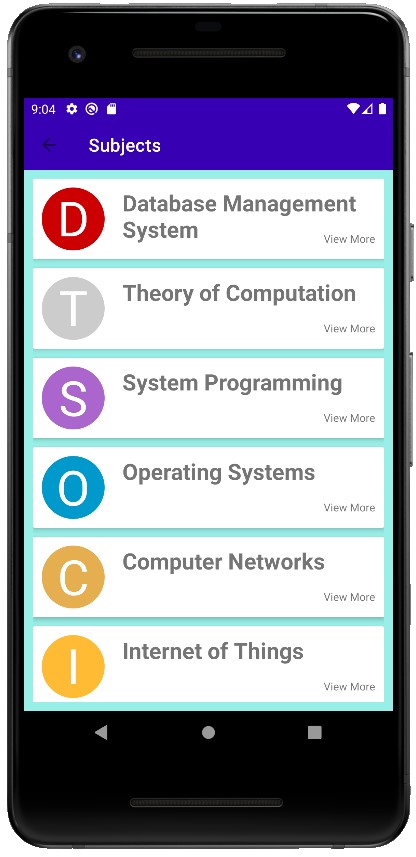 9:04
Subjects
D
Database Management
System
View More
T
Theory of Computation
View More
S
System Programming
View More
O
Operating Systems
View More
C
Computer Networks
View More
I
Internet of Things
View More